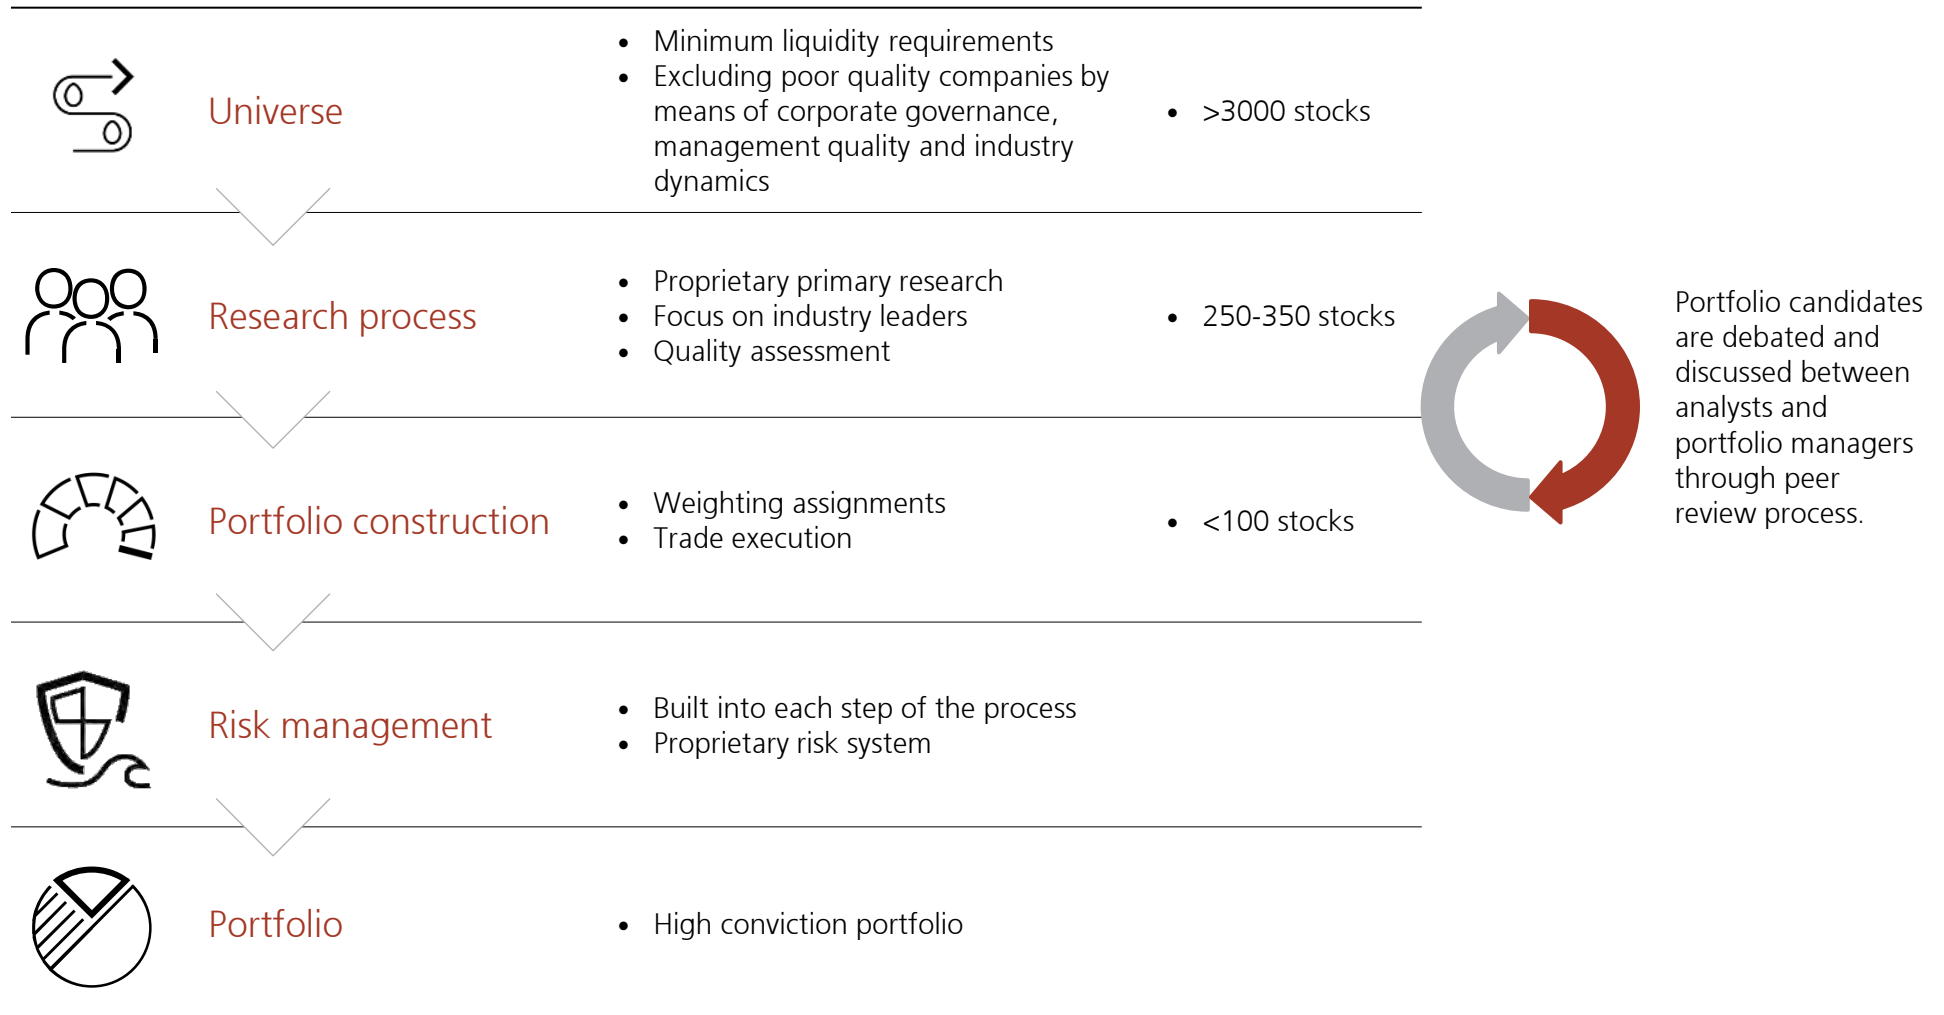 Universe
• Minimum liquidity requirements
• Excluding poor quality companies by
means of corporate governance,
management quality and industry
dynamics
• >3000 stocks
Research process
• Proprietary primary research
• Focus on industry leaders
• Quality assessment
• 250-350 stocks
Portfolio construction
• Weighting assignments
• Trade execution
• <100 stocks
Portfolio candidates
are debated and
discussed between
analysts and
portfolio managers
through peer
review process.
Risk management
• Built into each step of the process
• Proprietary risk system
Portfolio
• High conviction portfolio